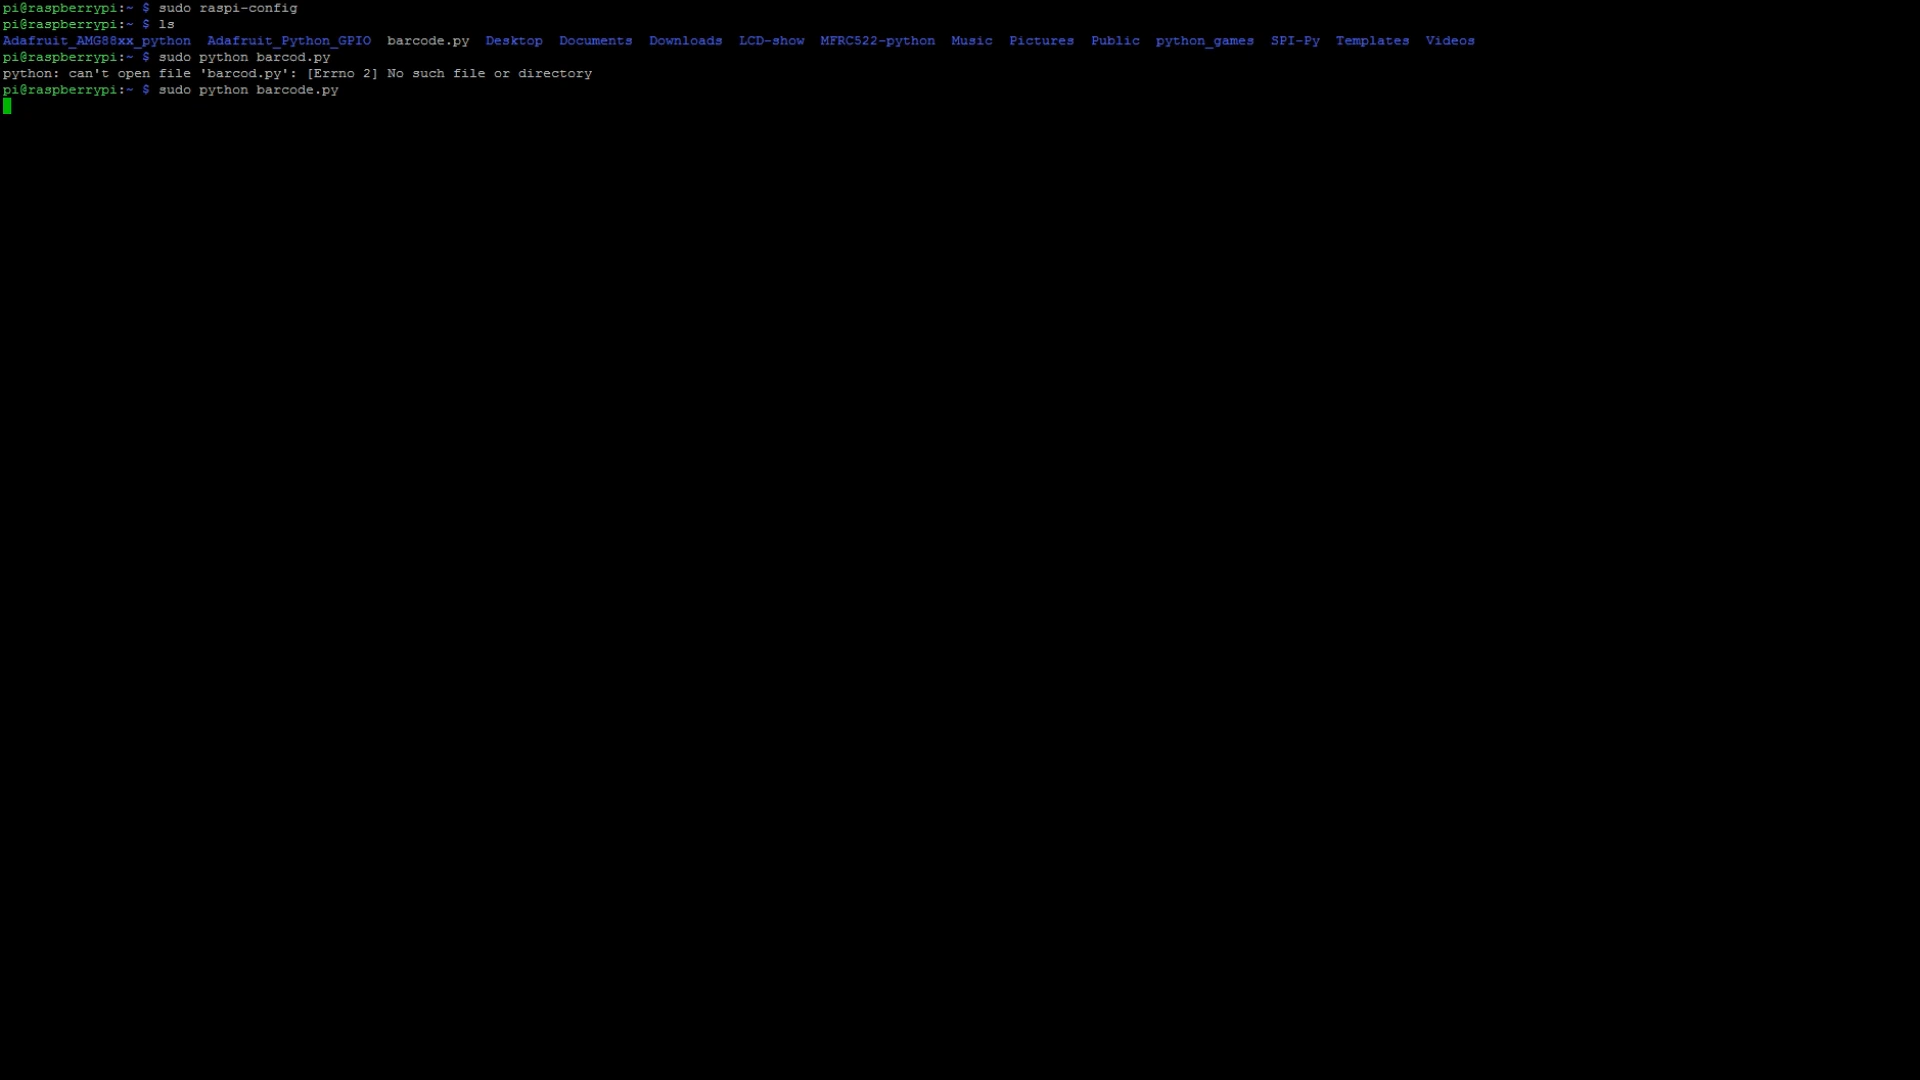 pi@raspberrypi:~ $ sudo raspi-config
pi@raspberrypi:~ $ ls
Adafruit_AMG88xx_python  Adafruit_Python_GPIO  barcode.py  Desktop  Documents  Downloads  LCD-show  MFRC522-python  Music  Pictures  Public  python_games  SPI-Py  Templates  Videos
pi@raspberrypi:~ $ sudo python barcod.py
python: can't open file 'barcod.py': [Errno 2] No such file or directory
pi@raspberrypi:~ $ sudo python barcode.py